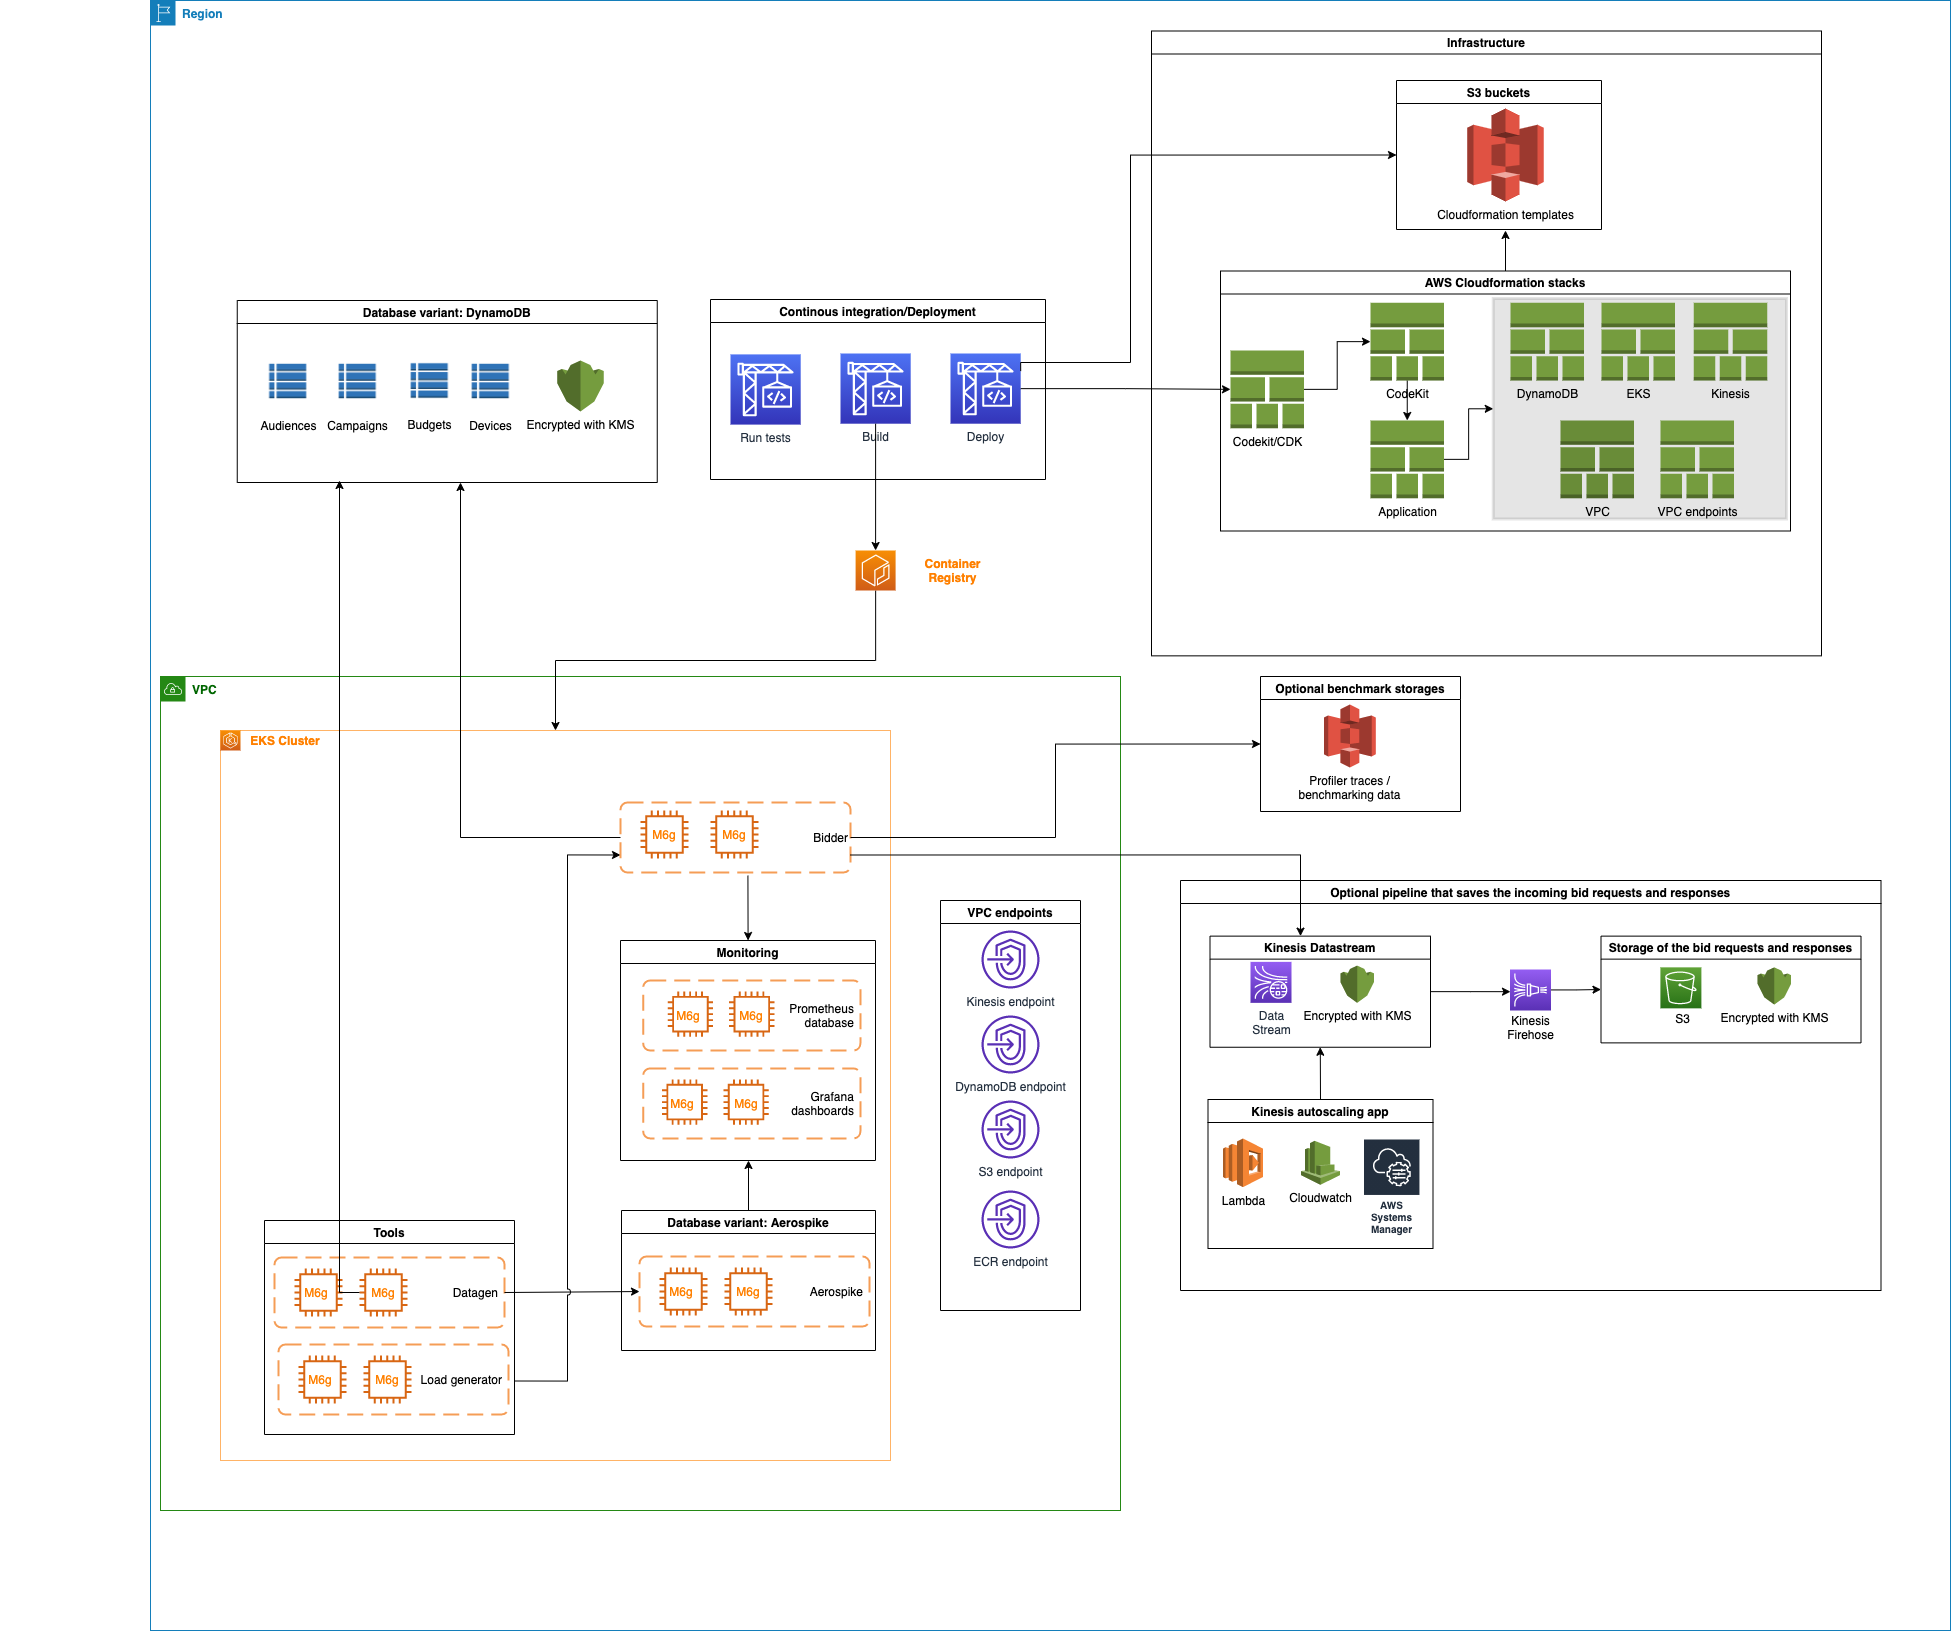 Region
Infrastructure
S3 buckets
Cloudformation templates
AWS Cloudformation stacks
Codekit/CDK
CodeKit
Application
DynamoDB
EKS
Kinesis
VPC
VPC endpoints
Database variant: DynamoDB
Audiences
Campaigns
Budgets
Devices
Encrypted with KMS
Continous integration/Deployment
Run tests
Build
Deploy
Container
Registry
VPC
EKS Cluster
M6g
M6g
Bidder
Monitoring
M6g
M6g
Prometheus
database
M6g
M6g
Grafana
dashboards
Tools
M6g
M6g
Datagen
M6g
M6g
Load generator
Database variant: Aerospike
M6g
M6g
Aerospike
VPC endpoints
Kinesis endpoint
DynamoDB endpoint
S3 endpoint
ECR endpoint
Optional benchmark storages
Profiler traces /
benchmarking data
Optional pipeline that saves the incoming bid requests and responses
Kinesis Datastream
Data
Stream
Encrypted with KMS
Kinesis
Firehose
Storage of the bid requests and responses
S3
Encrypted with KMS
Kinesis autoscaling app
Lambda
Cloudwatch
AWS
Systems
Manager